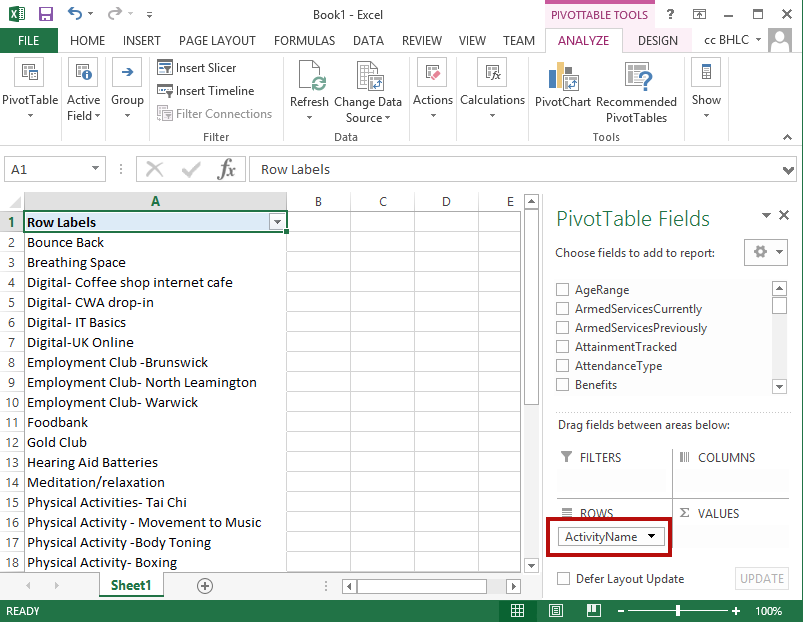 Book1 - Excel
PIVOTTABLE TOOLS
?
FILE
HOME
INSERT
PAGE LAYOUT
FORMULAS
DATA
REVIEW
VIEW
TEAM
ANALYZE
DESIGN
cc BHLC
PivotTable
Active
Field
Group
Insert Slicer
Insert Timeline
Filter Connections
Filter
Refresh
Change Data
Source
Data
Actions
Calculations
PivotChart
Recommended
PivotTables
Tools
Show
A1
fx
Row Labels
A B C D E
1 Row Labels
2 Bounce Back
3 Breathing Space
4 Digital- Coffee shop internet cafe
5 Digital- CWA drop-in
6 Digital- IT Basics
7 Digital-UK Online
8 Employment Club -Brunswick
9 Employment Club- North Leamington
10 Employment Club- Warwick
11 Foodbank
12 Gold Club
13 Hearing Aid Batteries
14 Meditation/relaxation
15 Physical Activities- Tai Chi
16 Physical Activity - Movement to Music
17 Physical Activity -Body Toning
18 Physical Activity- Boxing
PivotTable Fields
Choose fields to add to report:
AgeRange
ArmedServicesCurrently
ArmedServicesPreviously
AttainmentTracked
AttendanceType
Benefits
Drag fields between areas below:
FILTERS
COLUMNS
ROWS
Σ VALUES
ActivityName
Defer Layout Update
UPDATE
Sheet1
READY
100%